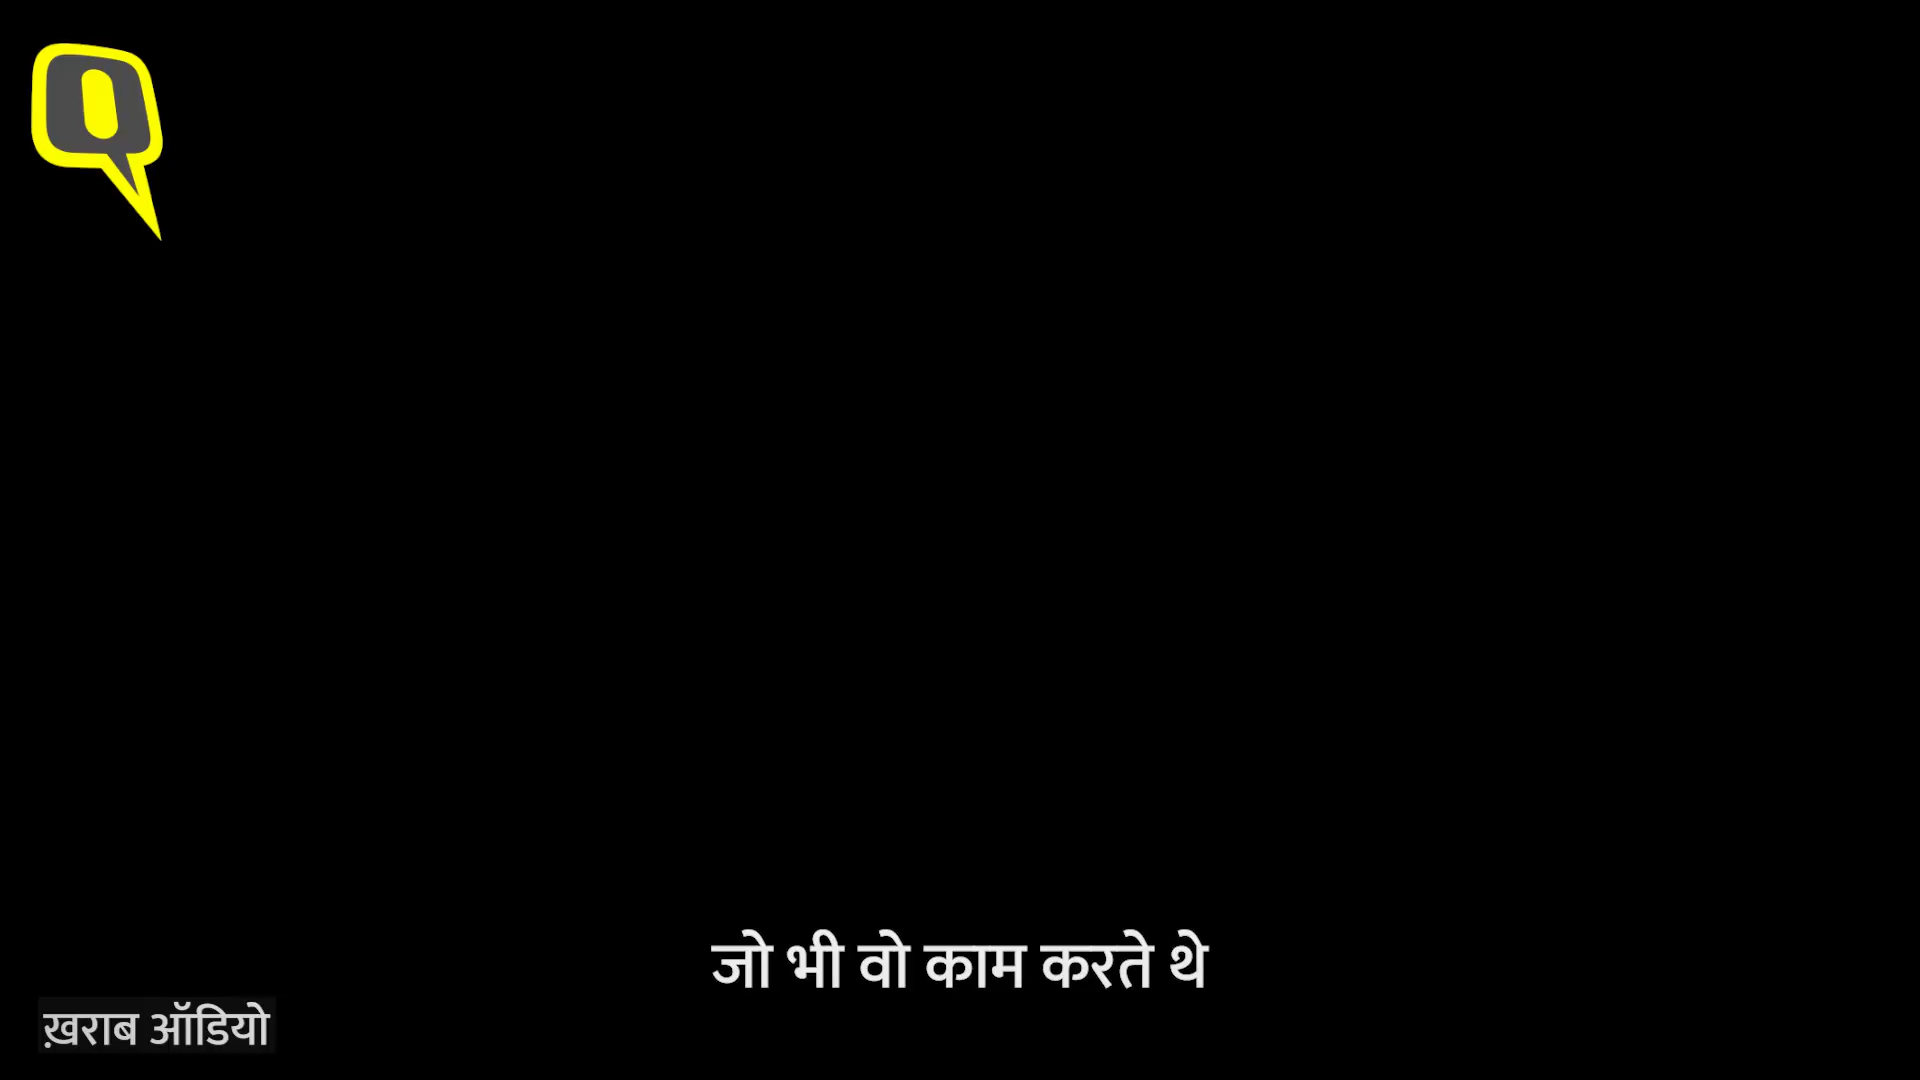 जो भी वो काम करते थे
ख़राब ऑडियो